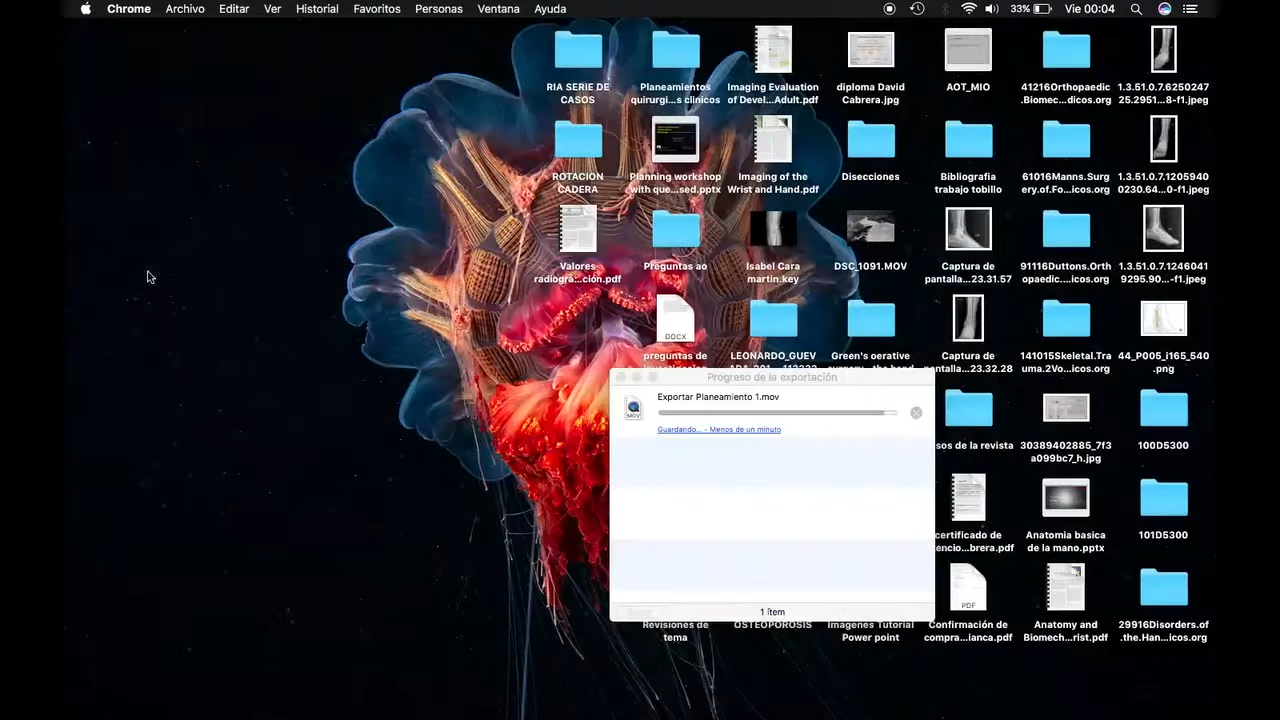 Chrome Archivo Editar Ver Historial Favoritos Personas Ventana Ayuda 33% Vie 00:04
RIA SERIE DE
CASOS
Planeamientos
quirurgi...s clinicos
Imaging Evaluation
of Devel...Adult.pdf
diploma David
Cabrera.jpg
AOT_MIO
41216Orthopaedic
.Biomec...dicos.org
1.3.51.0.7.6250247
25.2951...8-f1.jpeg
ROTACION
CADERA
Planning workshop
with que...sed.pptx
Imaging of the
Wrist and Hand.pdf
Disecciones
Bibliografia
trabajo tobillo
61016Manns.Surg
ery.of.Fo...icos.org
1.3.51.0.7.1205940
0230.64...0-f1.jpeg
Valores
radiogra...ción.pdf
Preguntas ao
Isabel Cara
martin.key
DSC_1091.MOV
Captura de
pantalla...23.31.57
91116Duttons.Orth
opaedic....icos.org
1.3.51.0.7.1246041
9295.90...-f1.jpeg
DOCX
preguntas de
LEONARDO_GUEV
Green's oerative
Captura de
pantalla...23.32.28
141015Skeletal.Tra
uma.2Vo...icos.org
44_P005_i165_540
.png
Progreso de la exportación
Exportar Planeamiento 1.mov
MOV
Guardando... - Menos de un minuto
1 ítem
sos de la revista
30389402885_7f3
a099bc7_h.jpg
100D5300
certificado de
encio...brera.pdf
Anatomia basica
de la mano.pptx
101D5300
Revisiones de
tema
OSTEOPOROSIS
Imagenes Tutorial
Power point
PDF
Confirmación de
compra...ianca.pdf
Anatomy and
Biomech...rist.pdf
29916Disorders.of
.the.Han...icos.org